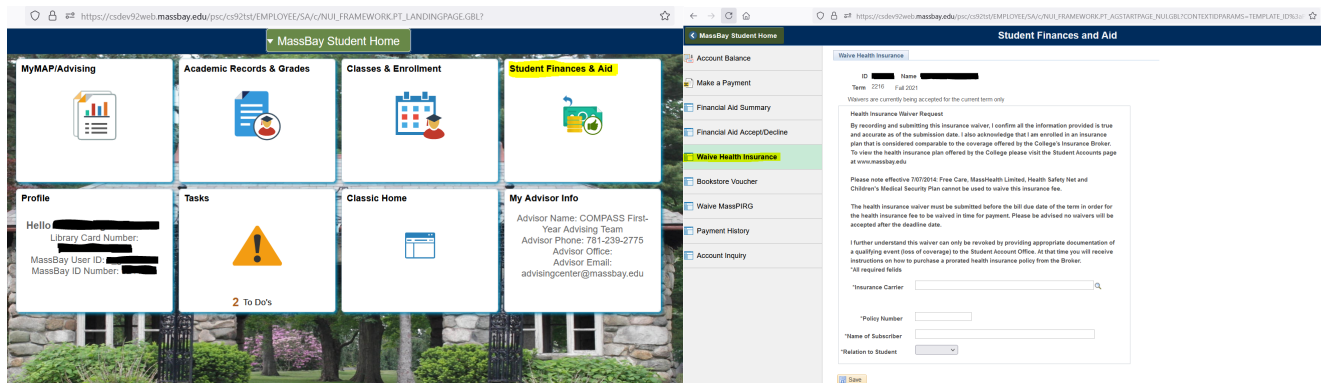 https://csdev92web.massbay.edu/psc/cs92tst/EMPLOYEE/SA/c/NUI_FRAMEWORK.PT_LANDINGPAGE.GBL?
MassBay Student Home
MyMAP/Advising
Academic Records & Grades
Classes & Enrollment
Student Finances & Aid
Profile
Hello
Library Card Number:
MassBay User ID:
MassBay ID Number:
Tasks
2 To Do's
Classic Home
My Advisor Info
Advisor Name: COMPASS First-
Year Advising Team
Advisor Phone: 781-239-2775
Advisor Office:
Advisor Email:
advisingcenter@massbay.edu
https://csdev92web.massbay.edu/psc/cs92tst/EMPLOYEE/SA/c/NUI_FRAMEWORK.PT_AGSTARTPAGE_NUI.GBL?CONTEXTIDPARAMS=TEMPLATE_ID%3
MassBay Student Home
Student Finances and Aid
Account Balance
Make a Payment
Financial Aid Summary
Financial Aid Accept/Decline
Waive Health Insurance
Bookstore Voucher
Waive MassPIRG
Payment History
Account Inquiry
Waive Health Insurance
ID Name
Term 2218 Fall 2021
Waivers are currently being accepted for the current term only
Health Insurance Waiver Request
By recording and submitting this insurance waiver, I confirm all the information provided is true
and accurate as of the submission date. I also acknowledge that I am enrolled in an insurance
plan that is considered comparable to the coverage offered by the College's Insurance Broker.
To view the health insurance plan offered by the College please visit the Student Accounts page
at www.massbay.edu
Please note effective 7/07/2014: Free Care, MassHealth Limited, Health Safety Net and
Children's Medical Security Plan cannot be used to waive this insurance fee.
The health insurance waiver must be submitted before the bill due date of the term in order for
the health insurance fee to be waived in time for payment. Please be advised no waivers will be
accepted after the deadline date.
I further understand this waiver can only be revoked by providing appropriate documentation of
a qualifying event (loss of coverage) to the Student Account Office. At that time you will receive
instructions on how to purchase a prorated health insurance policy from the Broker.
*All required felids
*Insurance Carrier
*Policy Number
*Name of Subscriber
*Relation to Student
Save